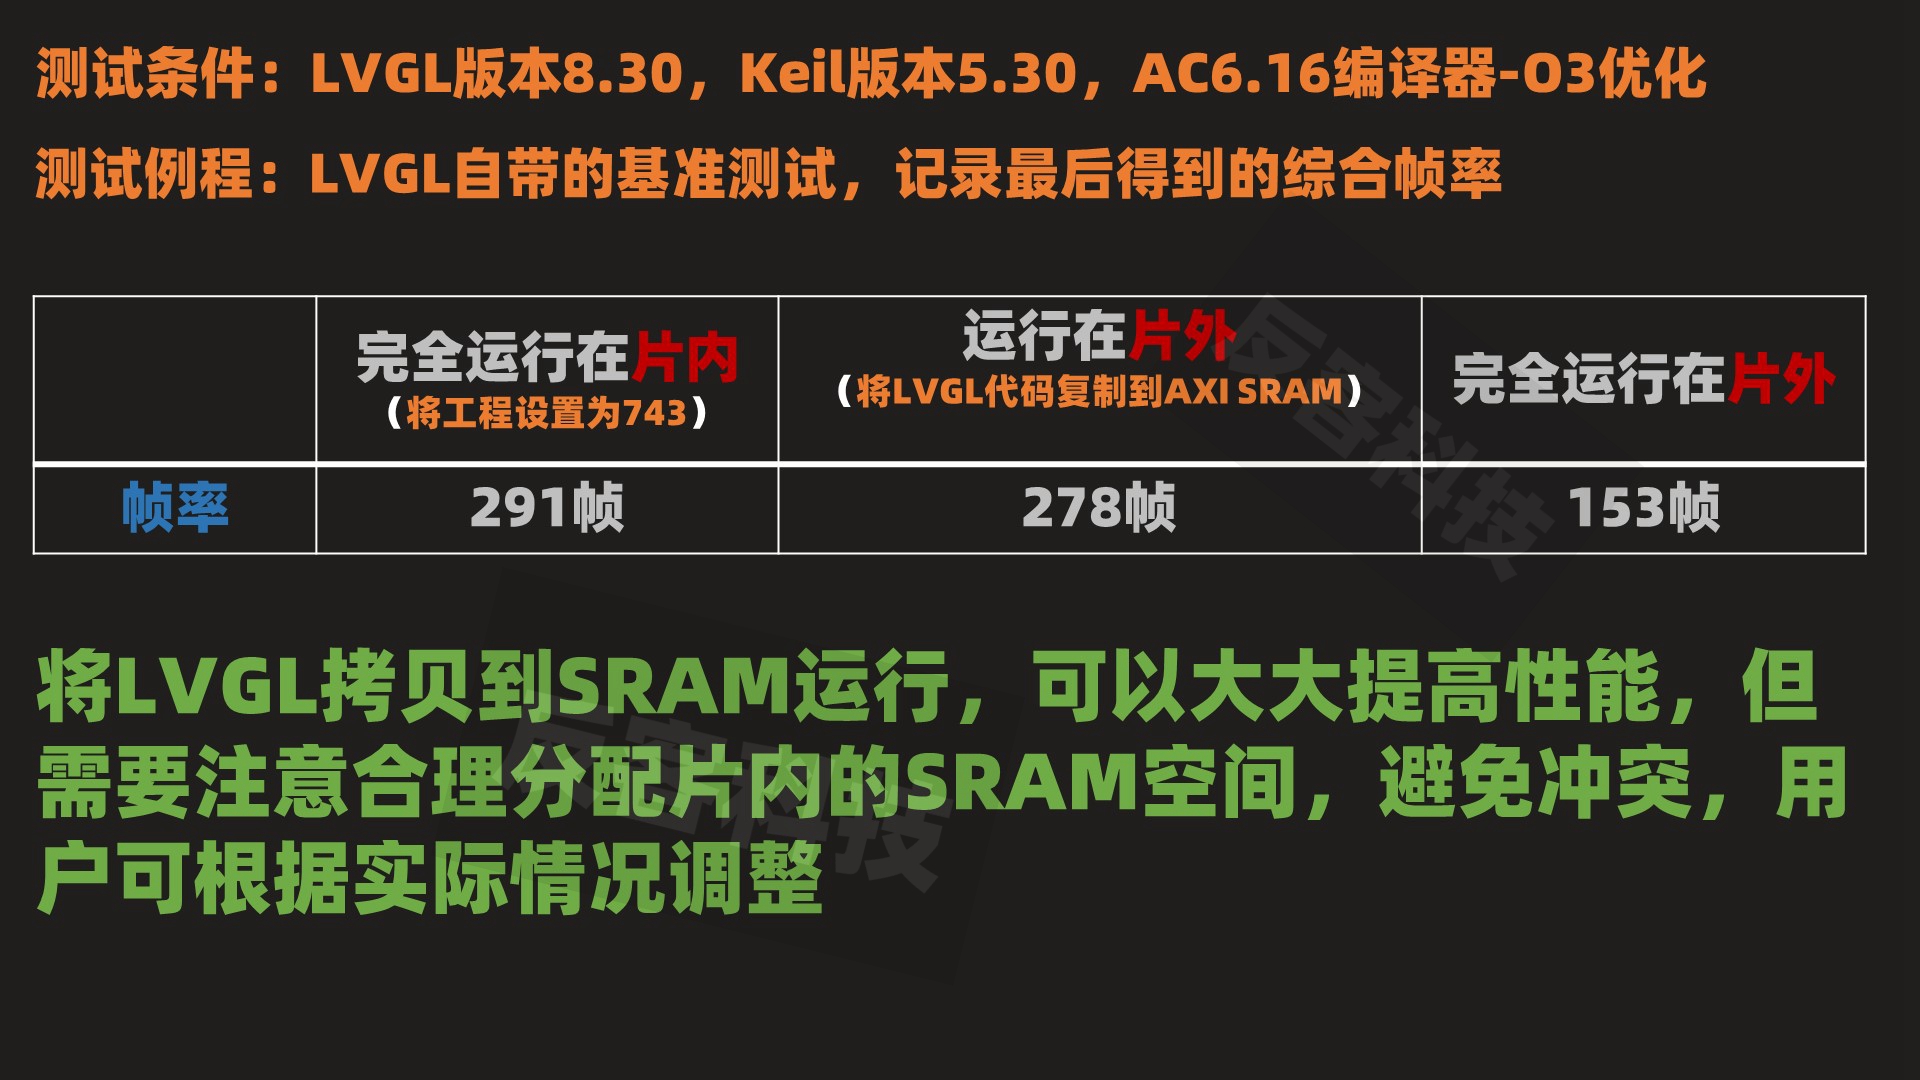 测试条件：LVGL版本8.30，Keil版本5.30，AC6.16编译器-O3优化
测试例程：LVGL自带的基准测试，记录最后得到的综合帧率
完全运行在片内
（将工程设置为743）
运行在片外
（将LVGL代码复制到AXI SRAM）
完全运行在片外
帧率
291帧
278帧
153帧
将LVGL拷贝到SRAM运行，可以大大提高性能，但
需要注意合理分配片内的SRAM空间，避免冲突，用
户可根据实际情况调整
反客科技
反客科技